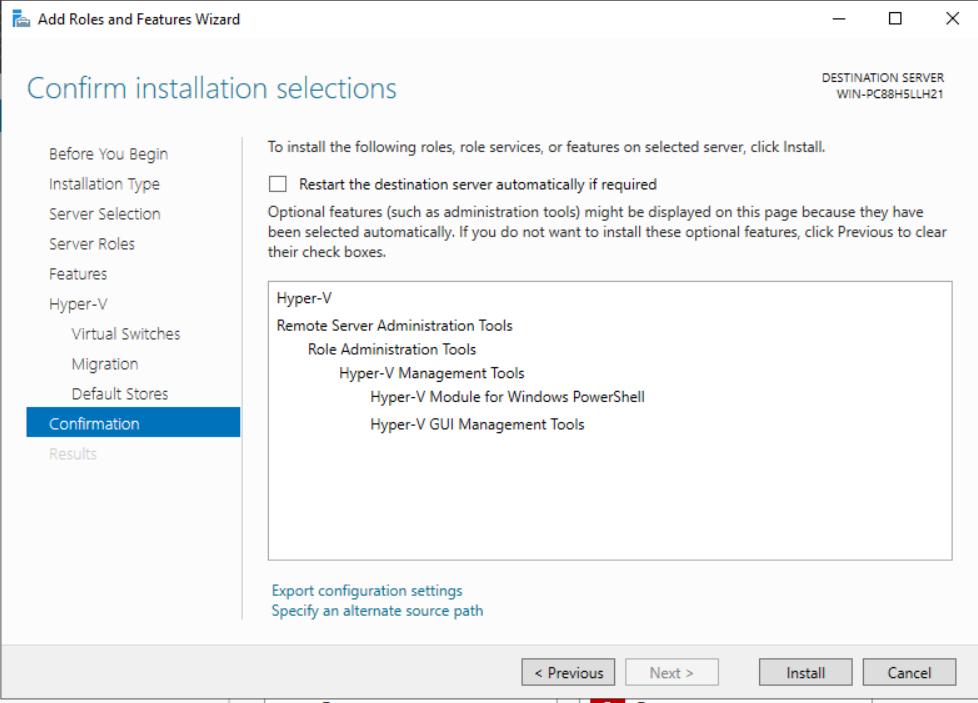 Add Roles and Features Wizard
Confirm installation selections
DESTINATION SERVER
WIN-PC88H5LLH21
Before You Begin
Installation Type
Server Selection
Server Roles
Features
Hyper-V
Virtual Switches
Migration
Default Stores
Confirmation
Results
To install the following roles, role services, or features on selected server, click Install.
Restart the destination server automatically if required
Optional features (such as administration tools) might be displayed on this page because they have
been selected automatically. If you do not want to install these optional features, click Previous to clear
their check boxes.
Hyper-V
Remote Server Administration Tools
Role Administration Tools
Hyper-V Management Tools
Hyper-V Module for Windows PowerShell
Hyper-V GUI Management Tools
Export configuration settings
Specify an alternate source path
< Previous
Next >
Install
Cancel